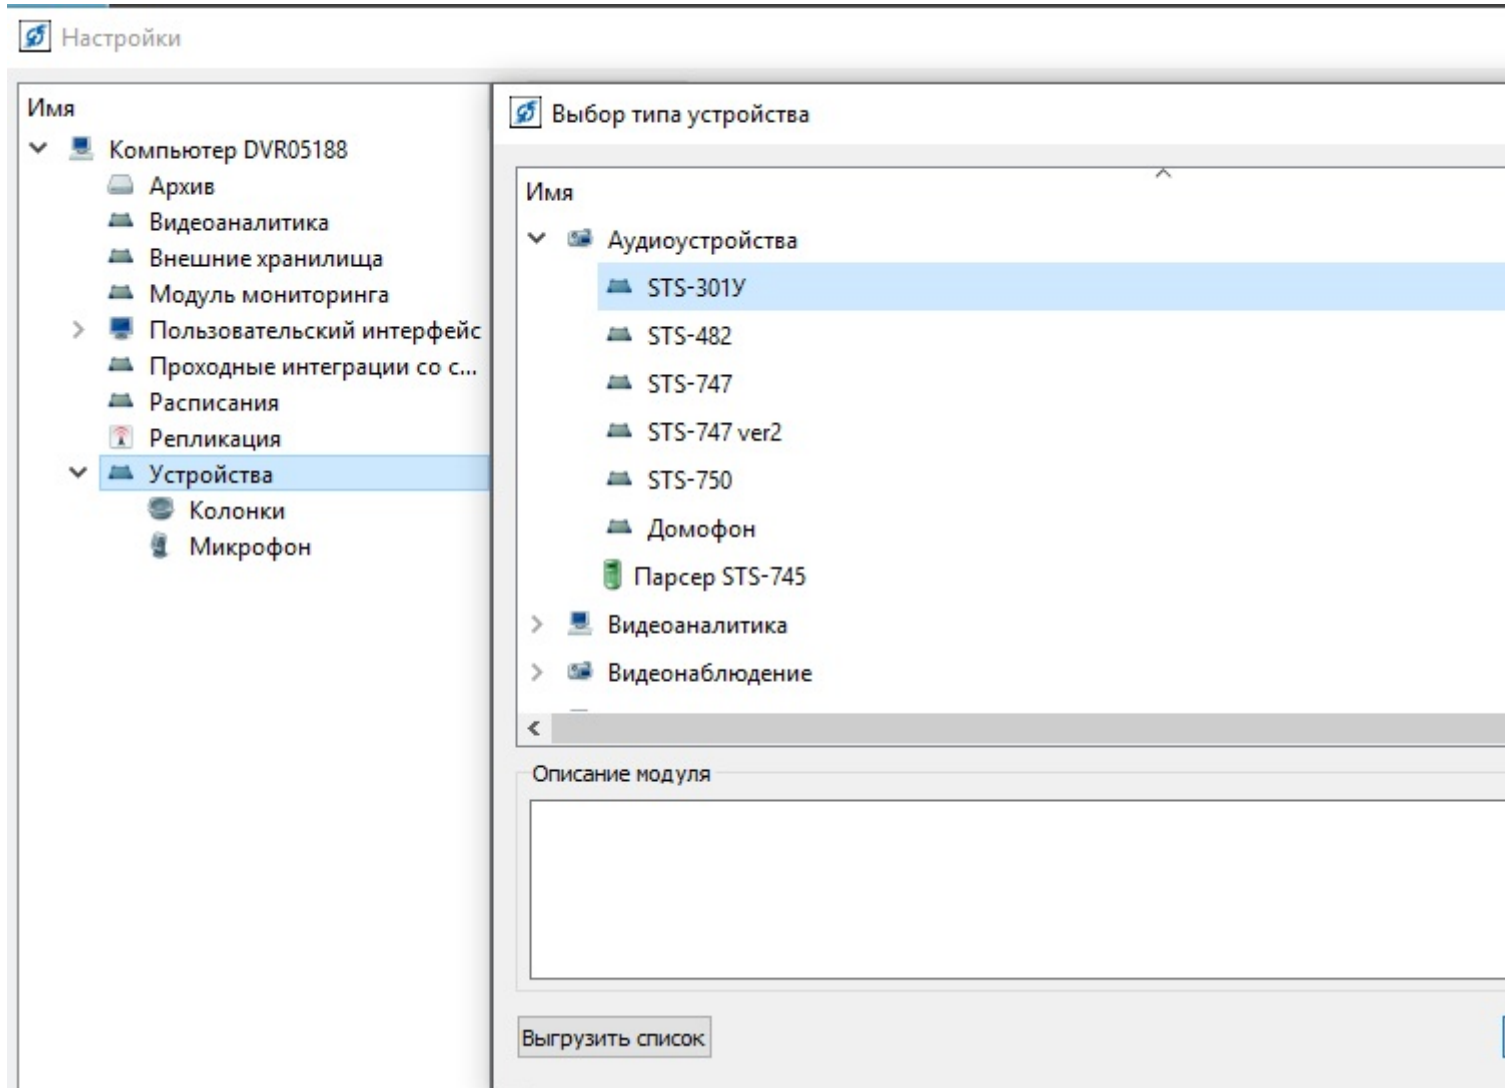 Настройки
Имя
Компьютер DVR05188
Архив
Видеоаналитика
Внешние хранилища
Модуль мониторинга
Пользовательский интерфейс
Проходные интеграции со с...
Расписания
Репликация
Устройства
Колонки
Микрофон
Выбор типа устройства
Имя
Аудиоустройства
STS-301У
STS-482
STS-747
STS-747 ver2
STS-750
Домофон
Парсер STS-745
Видеоаналитика
Видеонаблюдение
Описание модуля
Выгрузить список